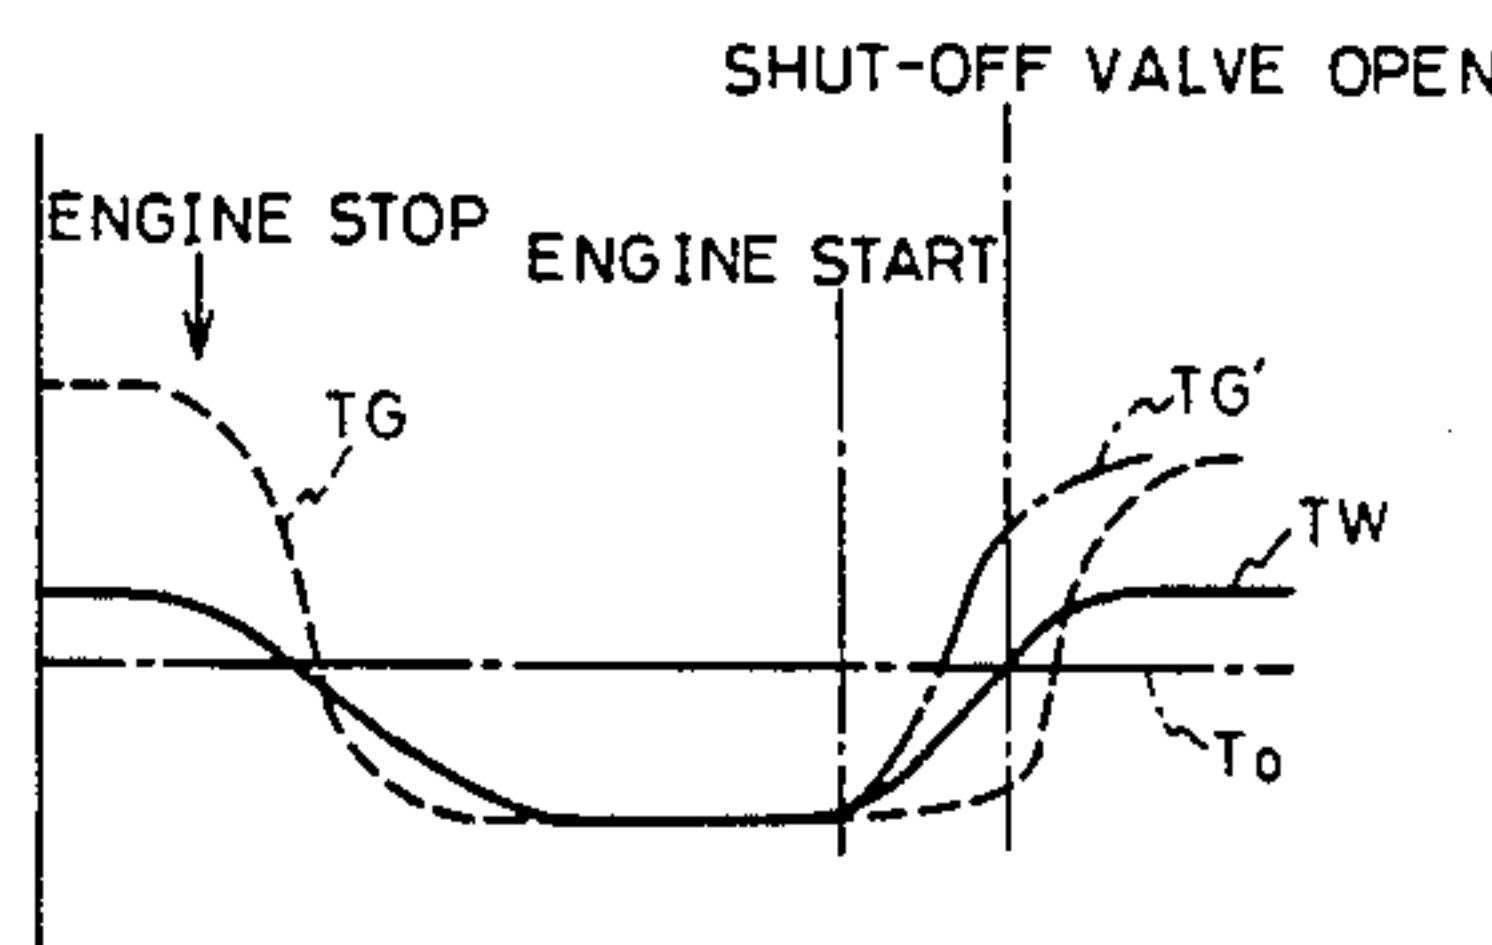 SHUT-OFF VALVE OPEN
ENGINE STOP
ENGINE START
TG
TG'
TW
To